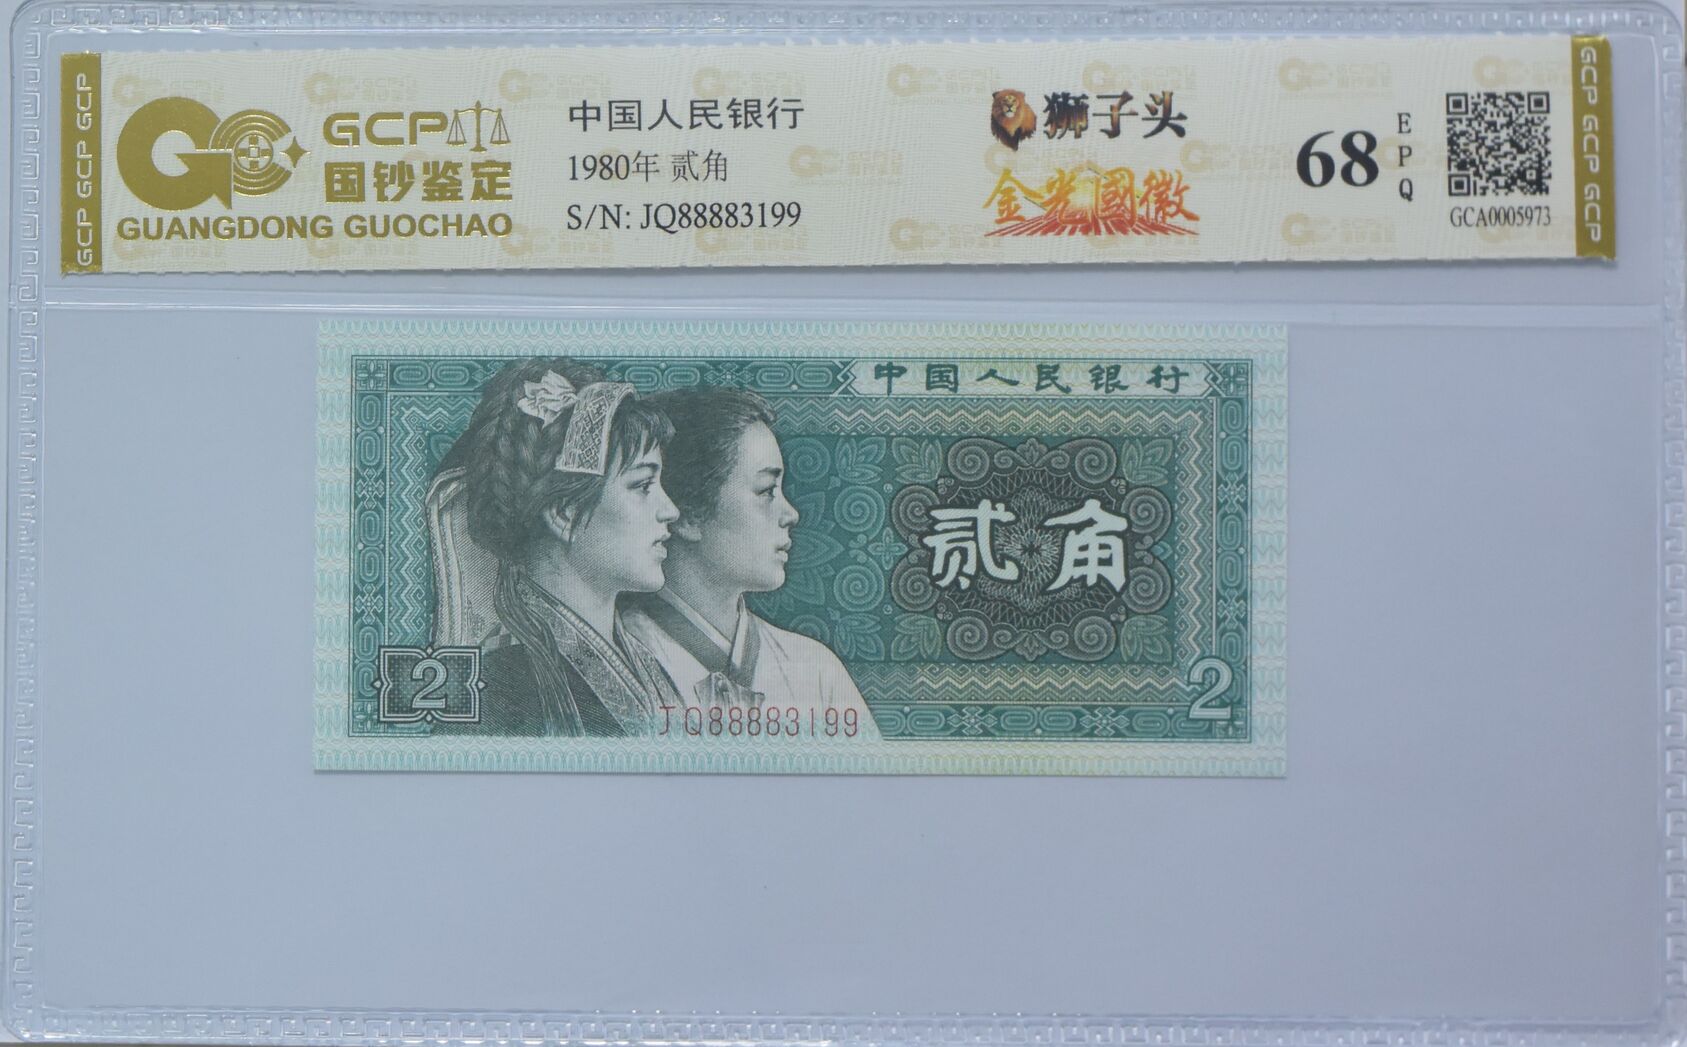 GCP GCP GCP
GCP
国钞鉴定
GUANGDONG GUOCHAO
中国人民银行
1980年 贰角
S/N: JQ88883199
狮子头
金光國徽
68
EPQ
GCA0005973
GCP GCP GCP
中国人民银行
贰角
2
2
JQ88883199